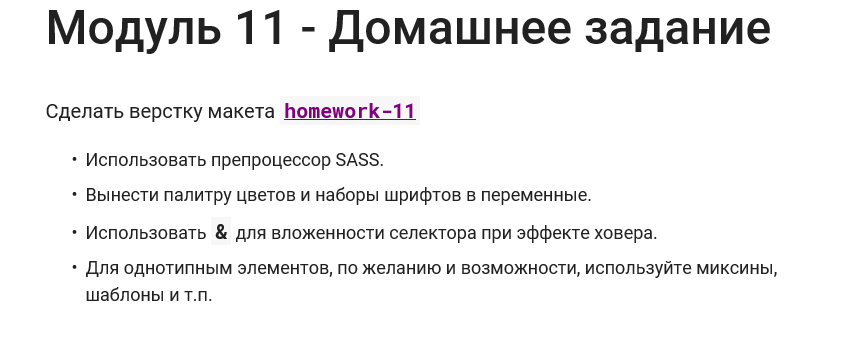 Модуль 11 - Домашнее задание
Сделать верстку макета homework-11
• Использовать препроцессор SASS.
• Вынести палитру цветов и наборы шрифтов в переменные.
• Использовать & для вложенности селектора при эффекте ховера.
• Для однотипным элементов, по желанию и возможности, используйте миксины,
шаблоны и т.п.